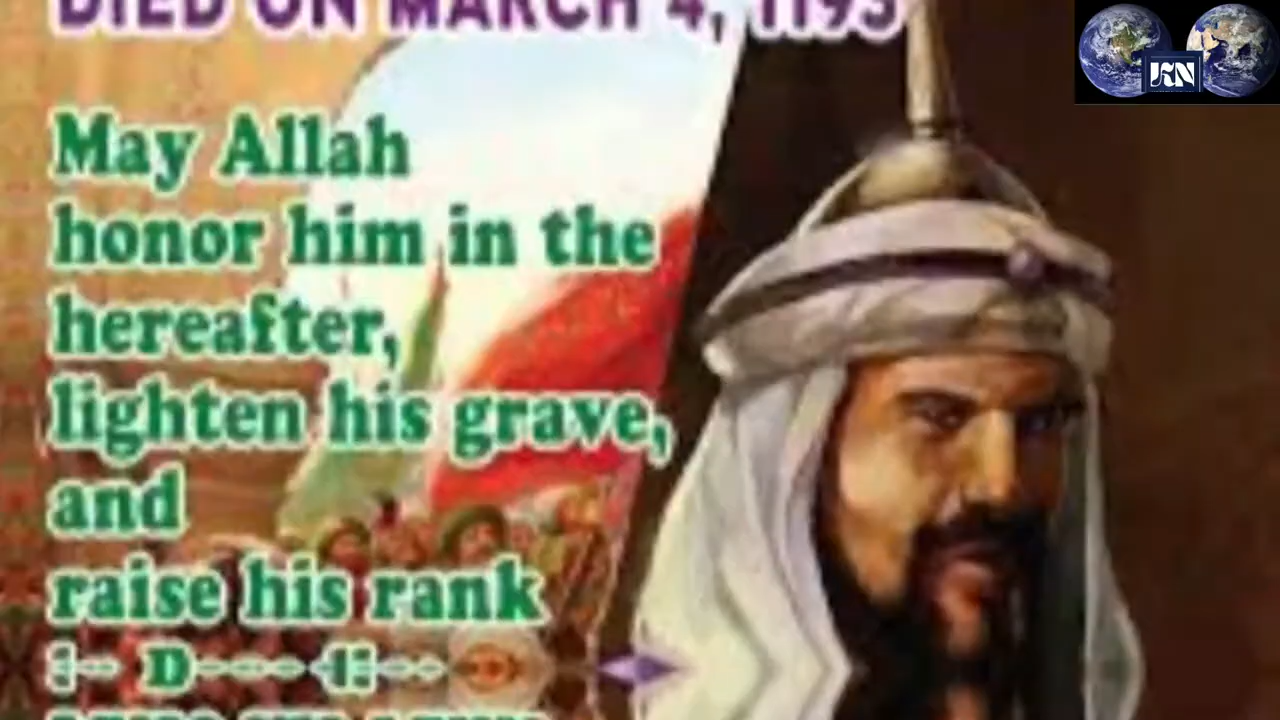 DIED ON MARCH 4, 1193
May Allah
honor him in the
hereafter,
lighten his grave,
and
raise his rank